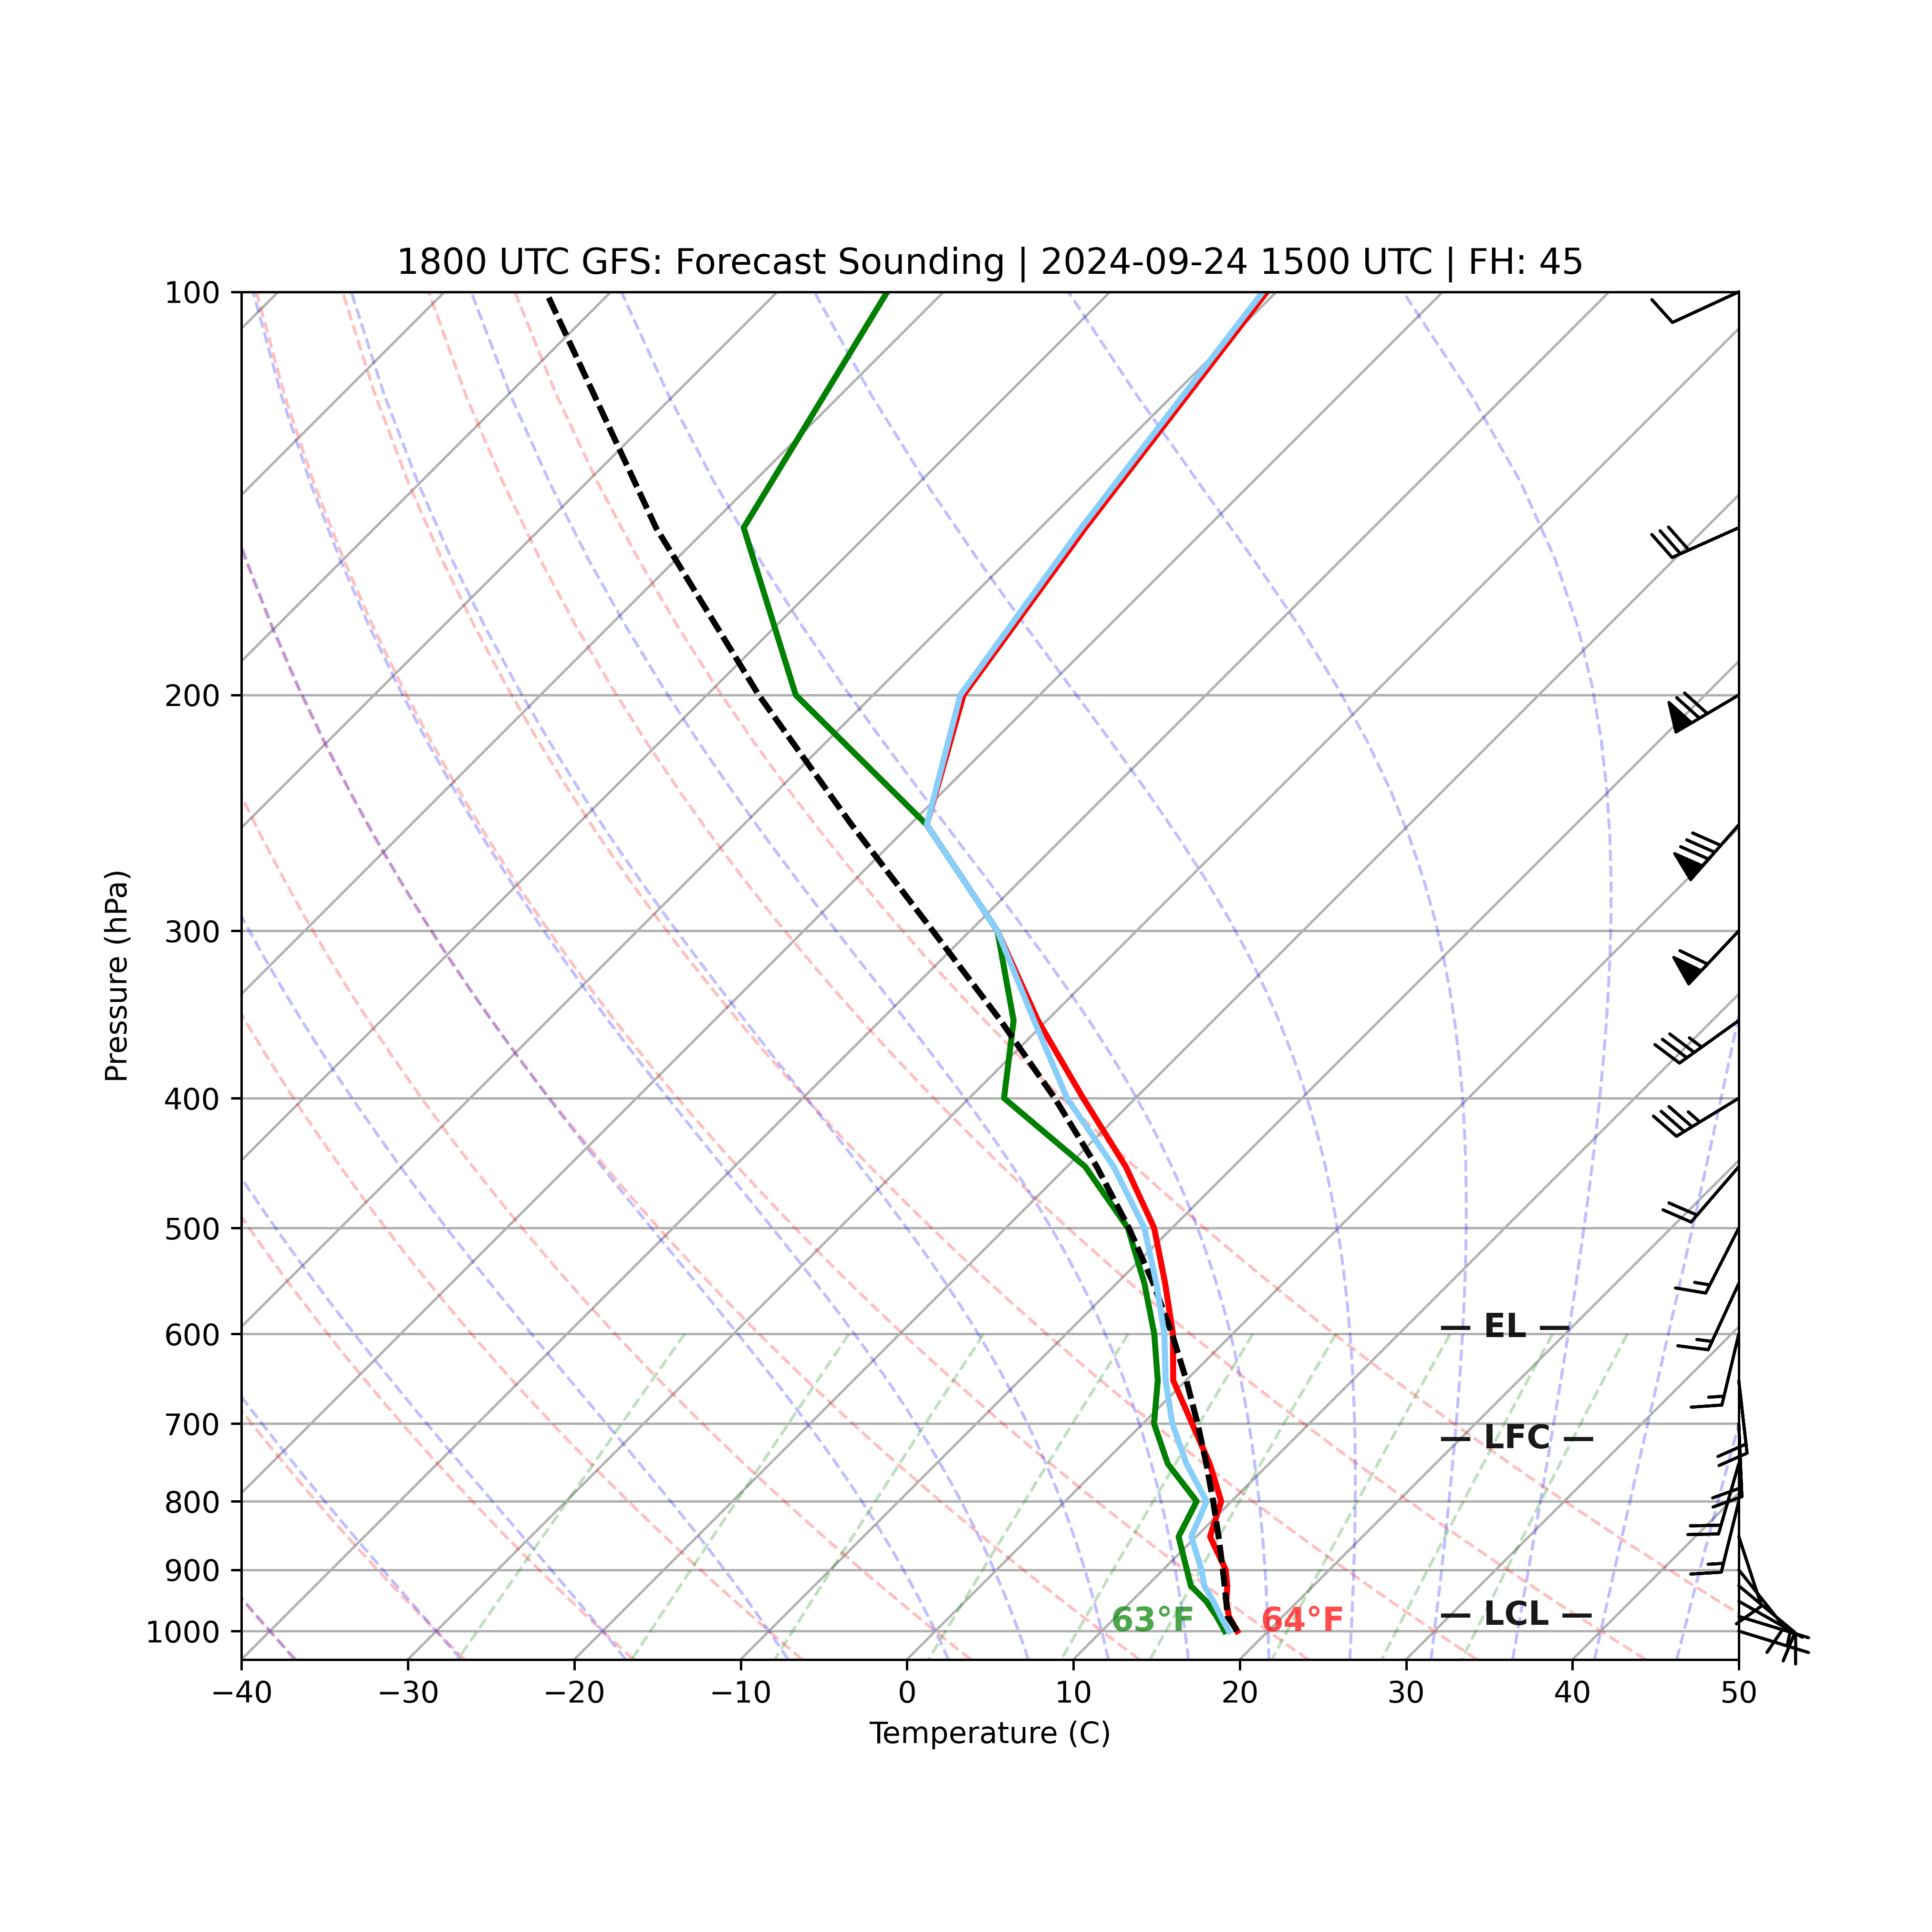 1800 UTC GFS: Forecast Sounding | 2024-09-24 1500 UTC | FH: 45
100
200
300
400
500
600
700
800
900
1000
Pressure (hPa)
— EL —
— LFC —
— LCL —
63°F 64°F
−40 −30 −20 −10 0 10 20 30 40 50
Temperature (C)